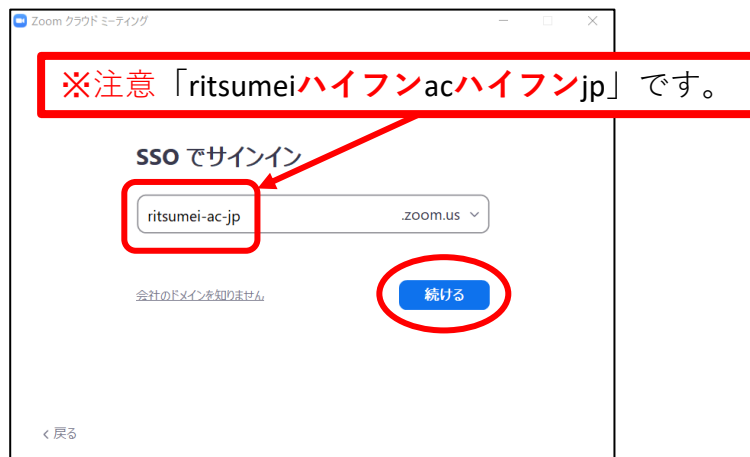 Zoom クラウド ミーティング
※注意「ritsumeiハイフンacハイフンjp」です。
SSO でサインイン
ritsumei-ac-jp .zoom.us
会社のドメインを知りません 続ける
戻る